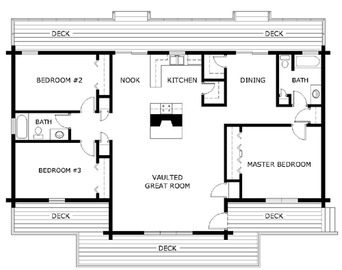 DECK
DECK
BEDROOM #2
NOOK
KITCHEN
DINING
BATH
BATH
BEDROOM #3
VAULTED
GREAT ROOM
MASTER BEDROOM
DECK
DECK
DECK